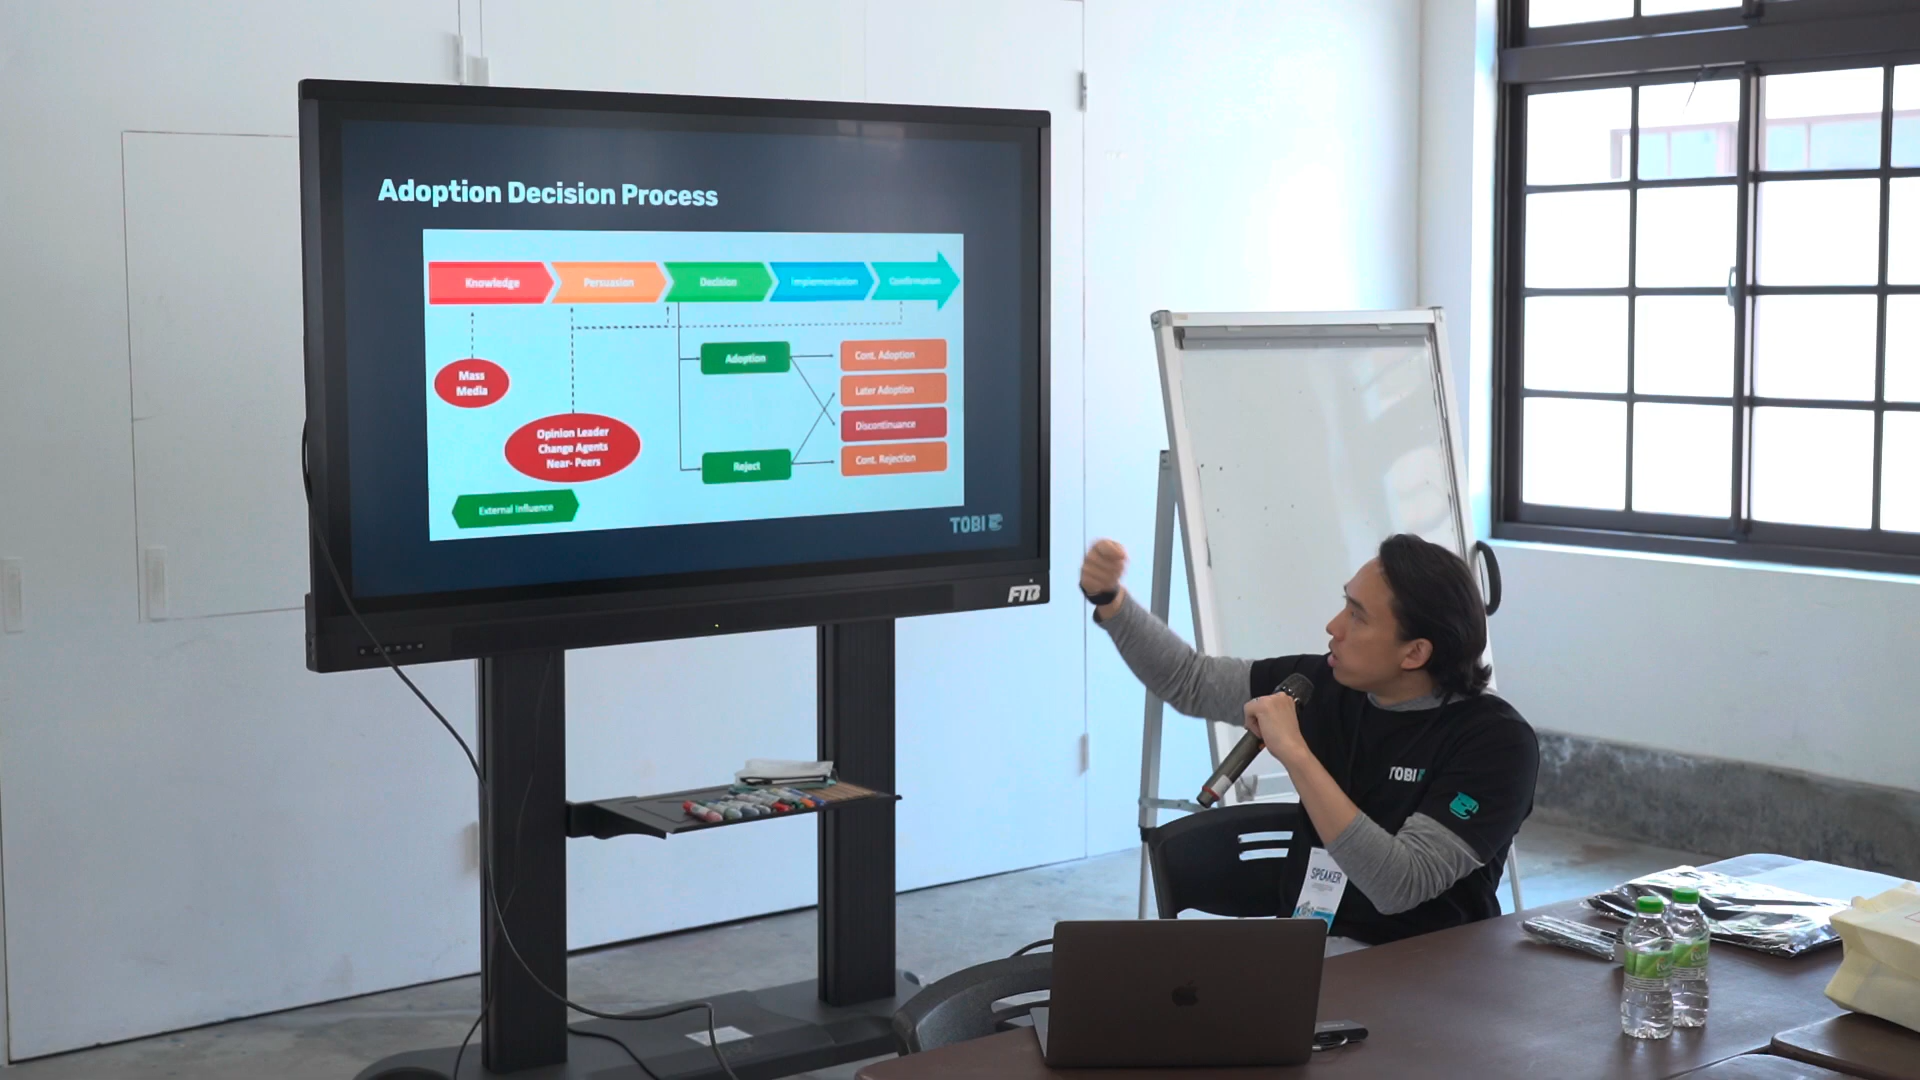 Adoption Decision Process
Knowledge
Persuasion
Decision
Implementation
Confirmation
Mass
Media
Opinion Leader
Change Agents
Near- Peers
External Influence
Adoption
Reject
Cont. Adoption
Later Adoption
Discontinuance
Cont. Rejection
TOBI
FTB
TOBI
SPEAKER